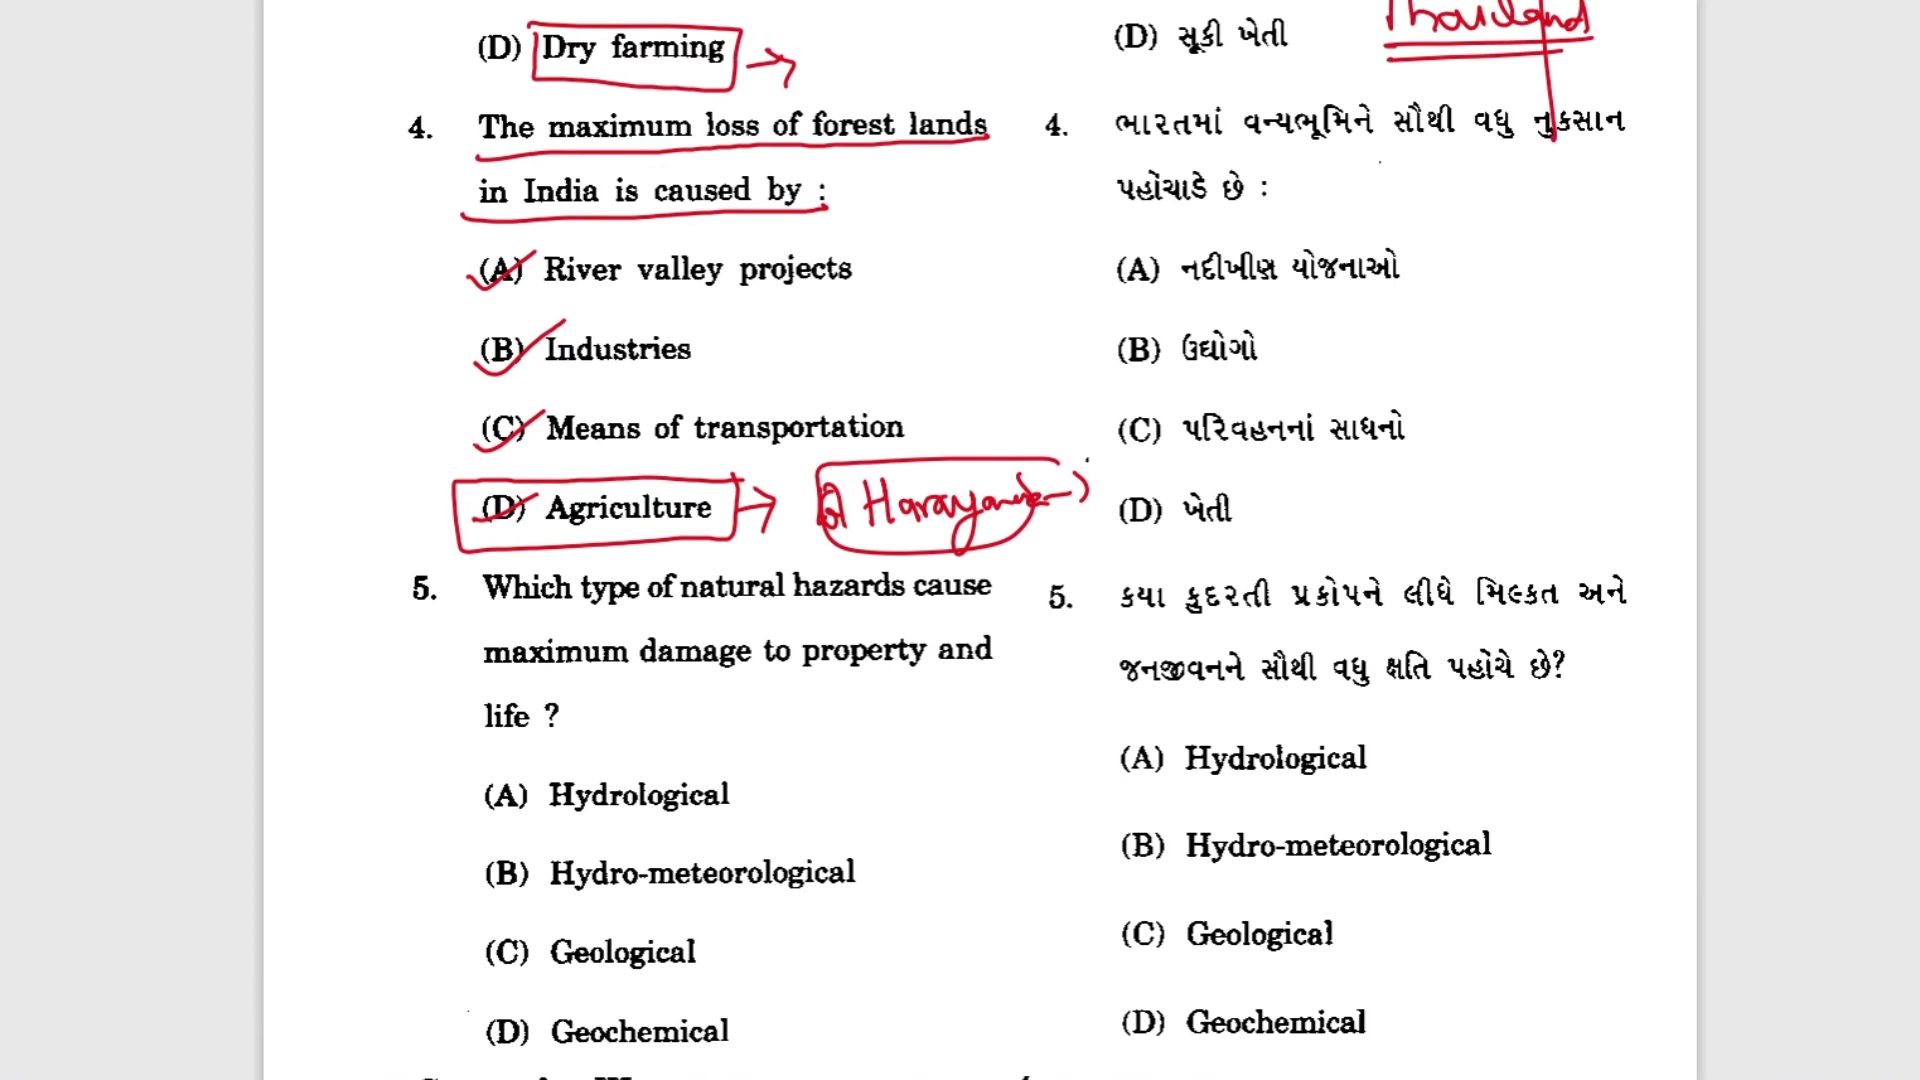 (D) Dry farming
4. The maximum loss of forest lands
in India is caused by :
(A) River valley projects
(B) Industries
(C) Means of transportation
(D) Agriculture
5. Which type of natural hazards cause
maximum damage to property and
life ?
(A) Hydrological
(B) Hydro-meteorological
(C) Geological
(D) Geochemical
(D) સૂકી ખેતી
Thailand
4. ભારતમાં વન્યભૂમિને સૌથી વધુ નુકસાન
પહોંચાડે છે :
(A) નદીખીણ યોજનાઓ
(B) ઉદ્યોગો
(C) પરિવહનનાં સાધનો
(D) ખેતી
5. કયા કુદરતી પ્રકોપને લીધે મિલ્કત અને
જનજીવનને સૌથી વધુ ક્ષતિ પહોંચે છે?
(A) Hydrological
(B) Hydro-meteorological
(C) Geological
(D) Geochemical